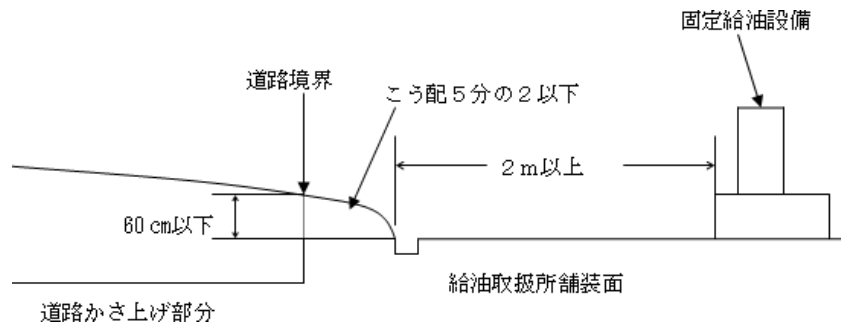 固定給油設備
道路境界
こう配５分の２以下
２ｍ以上
60㎝以下
給油取扱所舗装面
道路かさ上げ部分